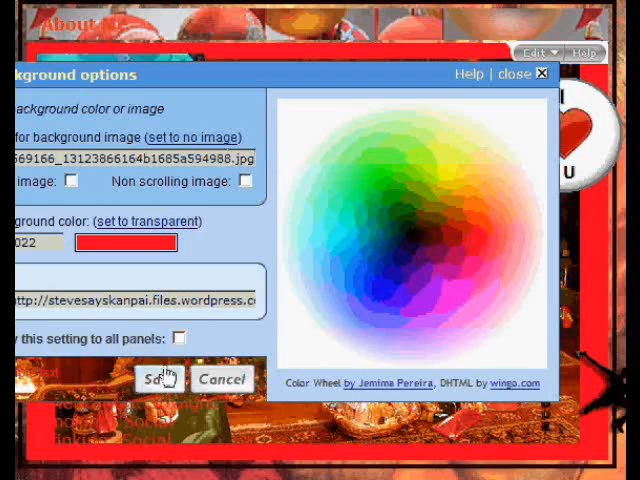 About
Edit Help
kground options
Help | close
ackground color or image
for background image (set to no image)
569166_13123866164b1685a594988.jpg
image:
Non scrolling image:
ground color: (set to transparent)
022
http://stevesayskanpai.files.wordpress.c
this setting to all panels:
Cancel
Color Wheel by Jemima Pereira, DHTML by wingo.com
I
U
Social